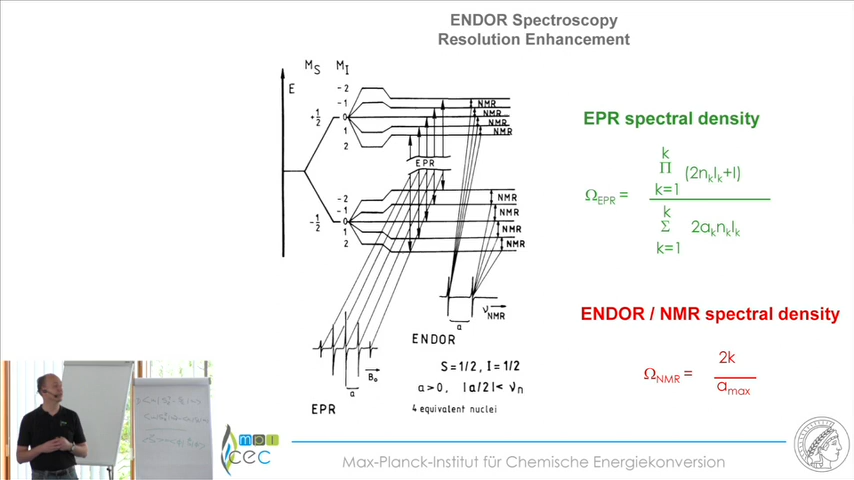 ENDOR Spectroscopy
Resolution Enhancement
M_S M_I
E
+½
-2
-1
0
1
2
-½
-2
-1
0
1
2
NMR
NMR
NMR
NMR
EPR
NMR
NMR
NMR
NMR
ν_NMR
a
ENDOR
B₀
a
EPR
S = 1/2, I = 1/2
a>0, |a/2| < ν_n
4 equivalent nuclei
EPR spectral density
Ω_EPR =
k
Π (2n_kI_k+I)
k=1
k
Σ 2a_kn_kI_k
k=1
ENDOR / NMR spectral density
Ω_NMR =
2k
a_max
mpi
cec
Max-Planck-Institut für Chemische Energiekonversion